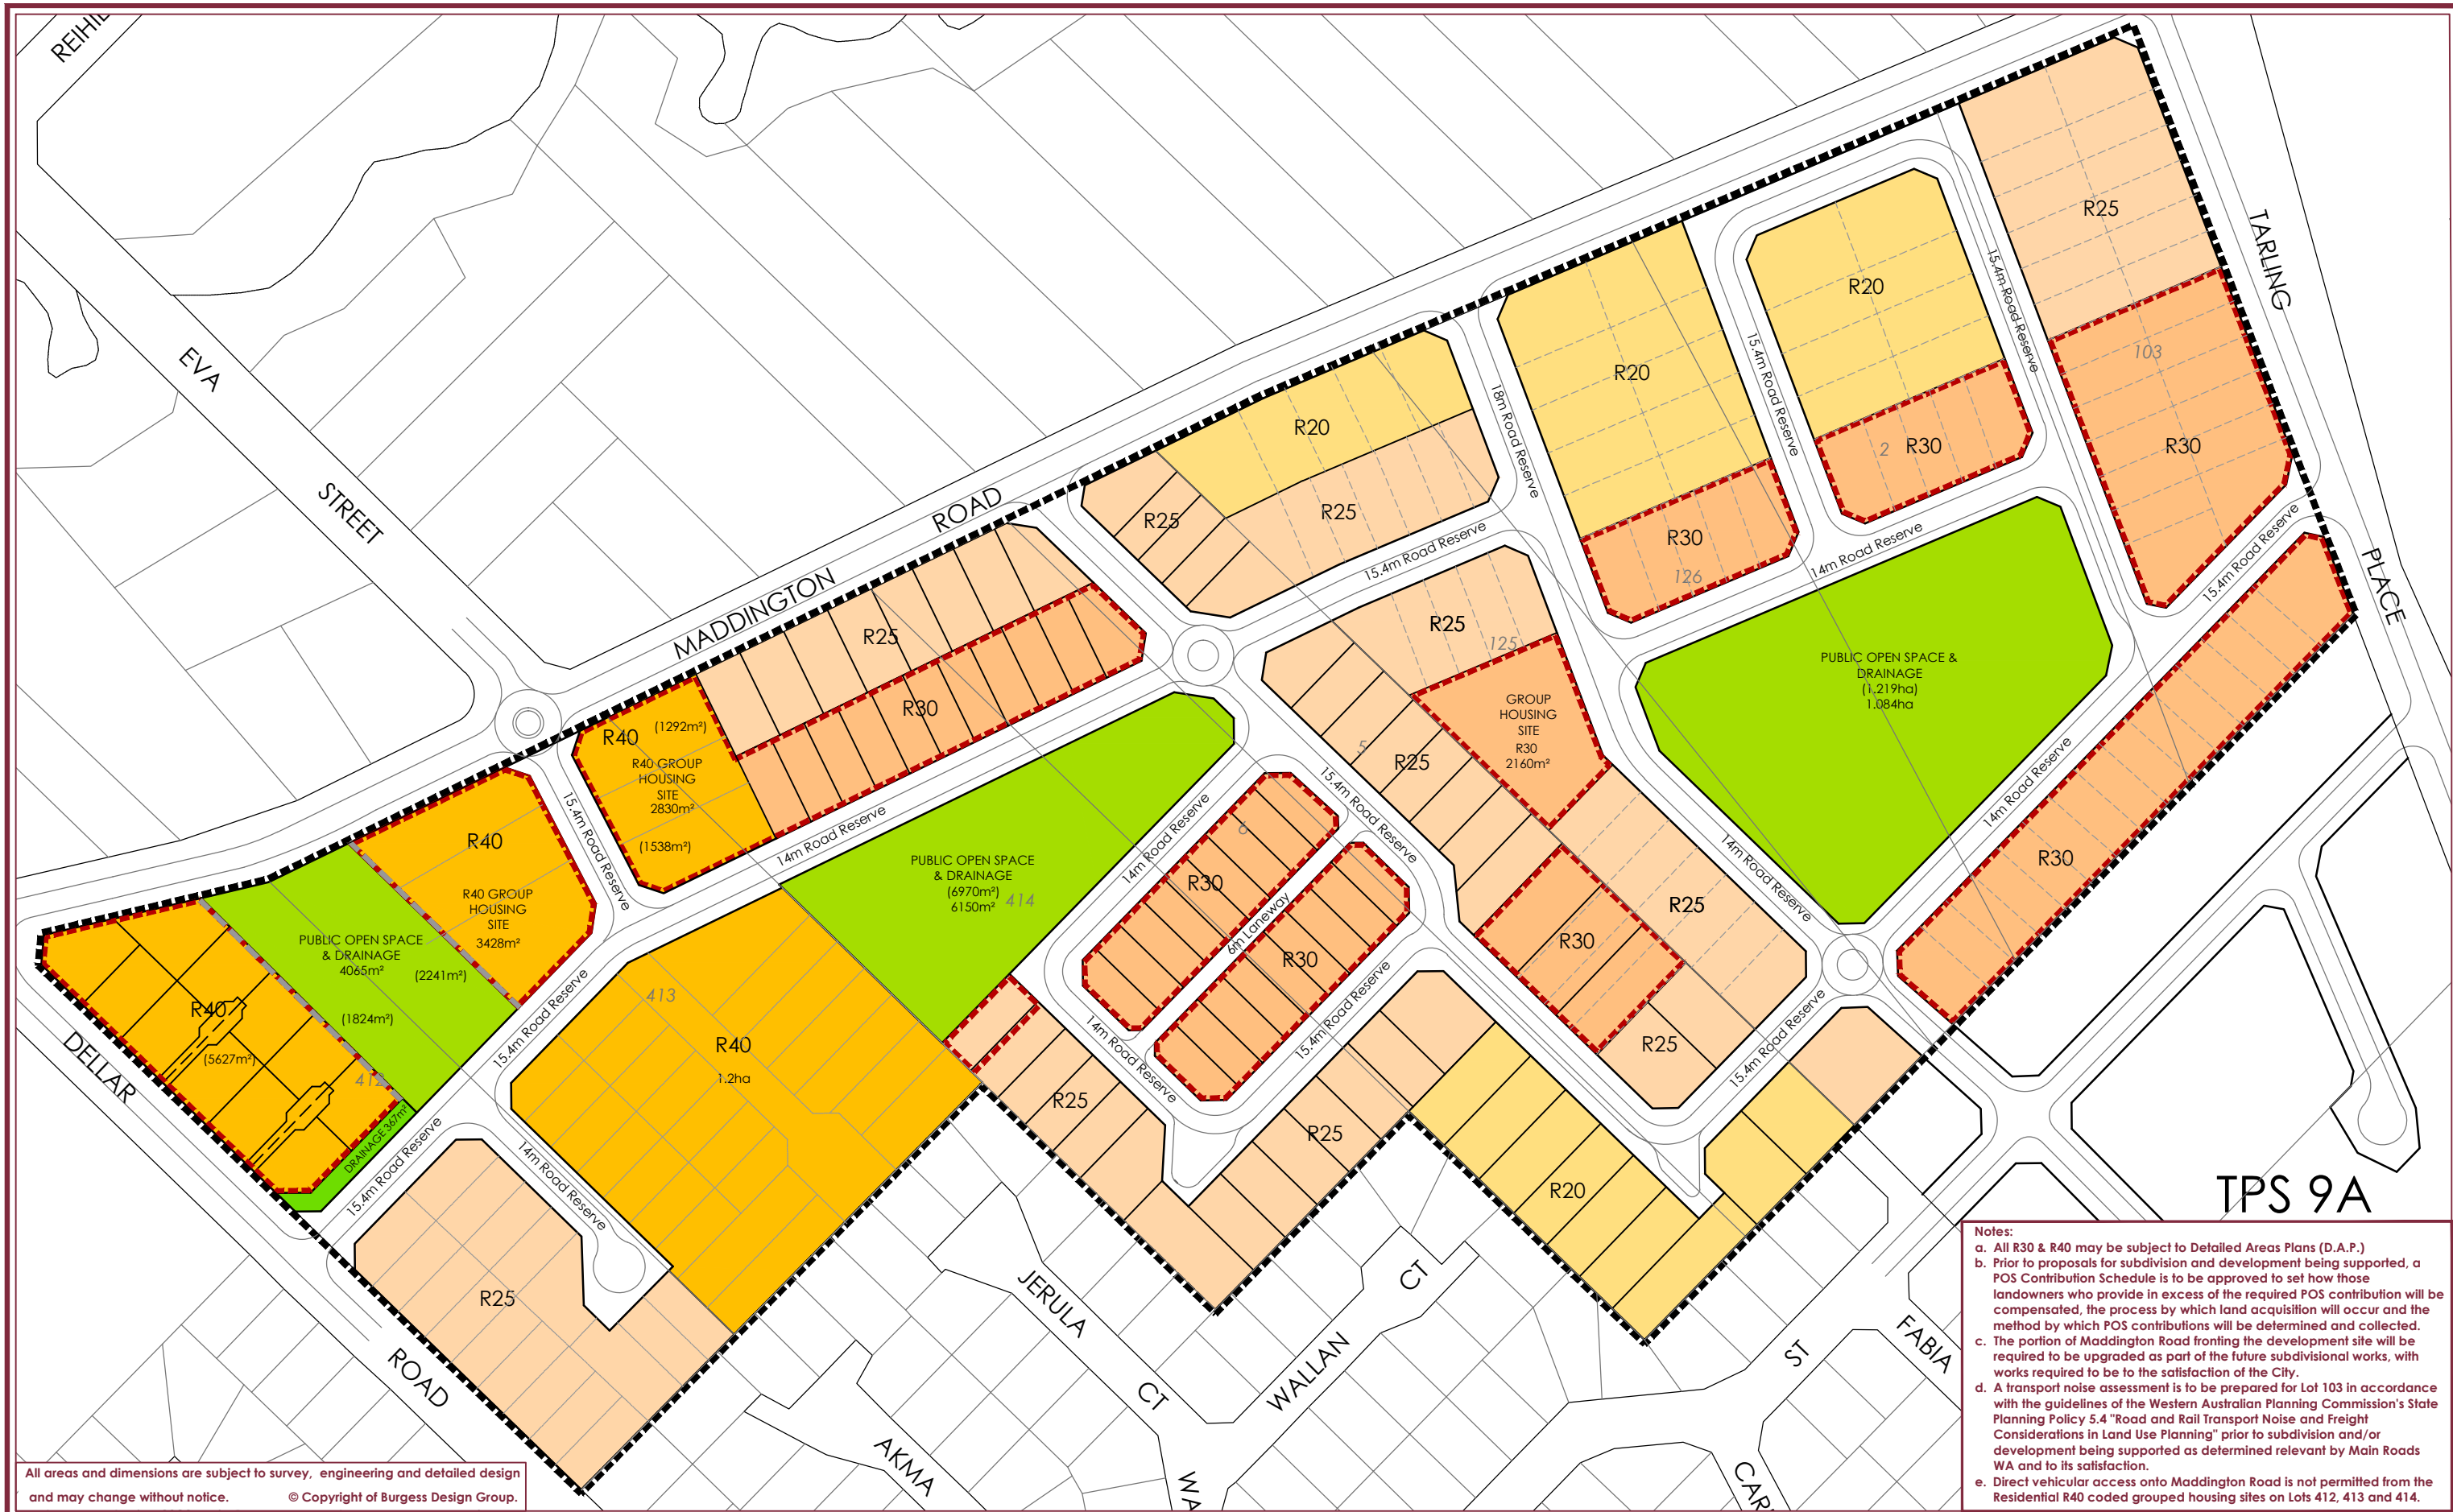 EVA
STREET
MADDINGTON
ROAD
TARLING
PLACE
DELLAR
ROAD
JERULA
CT
WALLAN
CT
AKMA
ST
FABIA
R25
103
R30
15.4m Road Reserve
R20
2
R30
15.4m Road Reserve
R20
R30
126
18m Road Reserve
14m Road Reserve
15.4m Road Reserve
R20
R25
R25
15.4m Road Reserve
PUBLIC OPEN SPACE &
DRAINAGE
(1.219ha)
1.084ha
R30
14m Road Reserve
14m Road Reserve
R25
125
GROUP
HOUSING
SITE
R30
2160m²
5
R25
15.4m Road Reserve
R25
R30
R25
15.4m Road Reserve
R25
R30
R40
(1292m²)
R40 GROUP
HOUSING
SITE
2830m²
(1538m²)
14m Road Reserve
15.4m Road Reserve
PUBLIC OPEN SPACE
& DRAINAGE
(6970m²)
6150m²
414
14m Road Reserve
6
R30
6m Laneway
R30
14m Road Reserve
15.4m Road Reserve
R25
R25
R20
R40
R40 GROUP
HOUSING
SITE
3428m²
PUBLIC OPEN SPACE
& DRAINAGE
4065m²
(2241m²)
(1824m²)
R40
(5627m²)
412
DRAINAGE 367m²
15.4m Road Reserve
15.4m Road Reserve
413
R40
1.2ha
14m Road Reserve
R25
TPS 9A
Notes:
a. All R30 & R40 may be subject to Detailed Areas Plans (D.A.P.)
b. Prior to proposals for subdivision and development being supported, a
POS Contribution Schedule is to be approved to set how those
landowners who provide in excess of the required POS contribution will be
compensated, the process by which land acquisition will occur and the
method by which POS contributions will be determined and collected.
c. The portion of Maddington Road fronting the development site will be
required to be upgraded as part of the future subdivisional works, with
works required to be to the satisfaction of the City.
d. A transport noise assessment is to be prepared for Lot 103 in accordance
with the guidelines of the Western Australian Planning Commission's State
Planning Policy 5.4 "Road and Rail Transport Noise and Freight
Considerations in Land Use Planning" prior to subdivision and/or
development being supported as determined relevant by Main Roads
WA and to its satisfaction.
e. Direct vehicular access onto Maddington Road is not permitted from the
Residential R40 coded grouped housing sites on Lots 412, 413 and 414.
All areas and dimensions are subject to survey, engineering and detailed design
and may change without notice. © Copyright of Burgess Design Group.